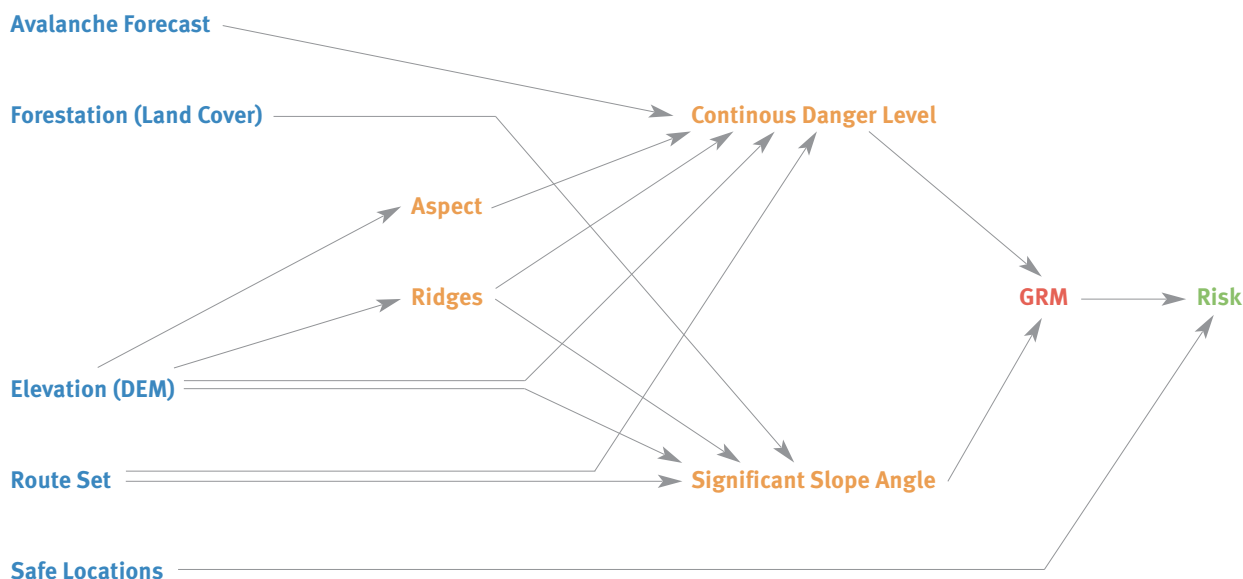 Avalanche Forecast
Forestation (Land Cover)
Continous Danger Level
Aspect
Ridges
GRM
Risk
Elevation (DEM)
Route Set
Significant Slope Angle
Safe Locations